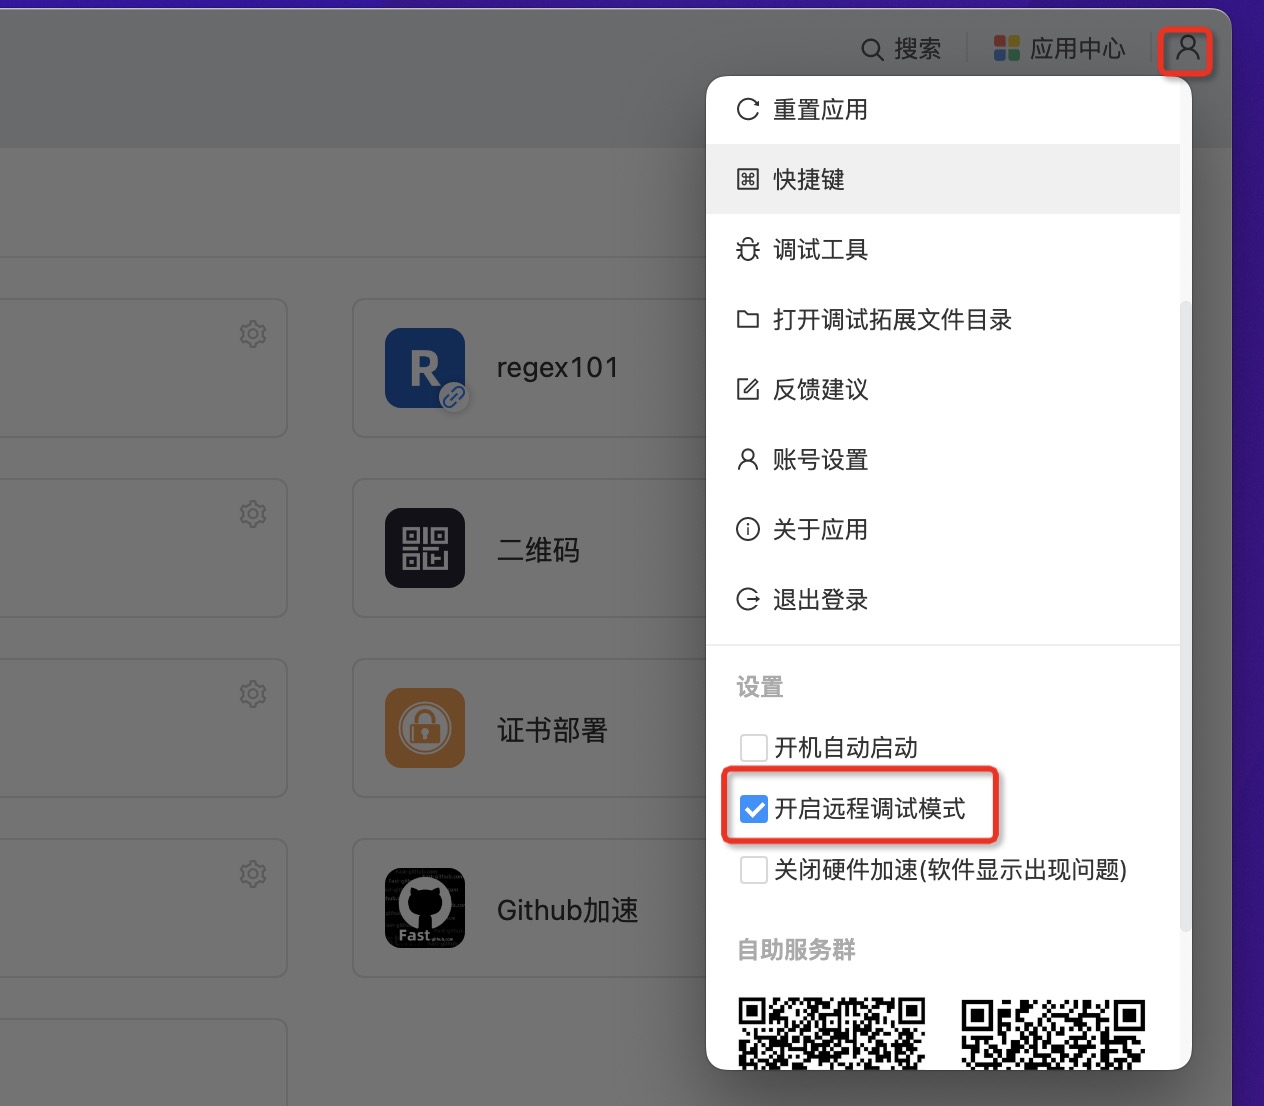 搜索
应用中心
重置应用
快捷键
调试工具
打开调试拓展文件目录
反馈建议
账号设置
关于应用
退出登录
设置
开机自动启动
开启远程调试模式
关闭硬件加速(软件显示出现问题)
自助服务群
R
regex101
二维码
证书部署
Fast
Github加速